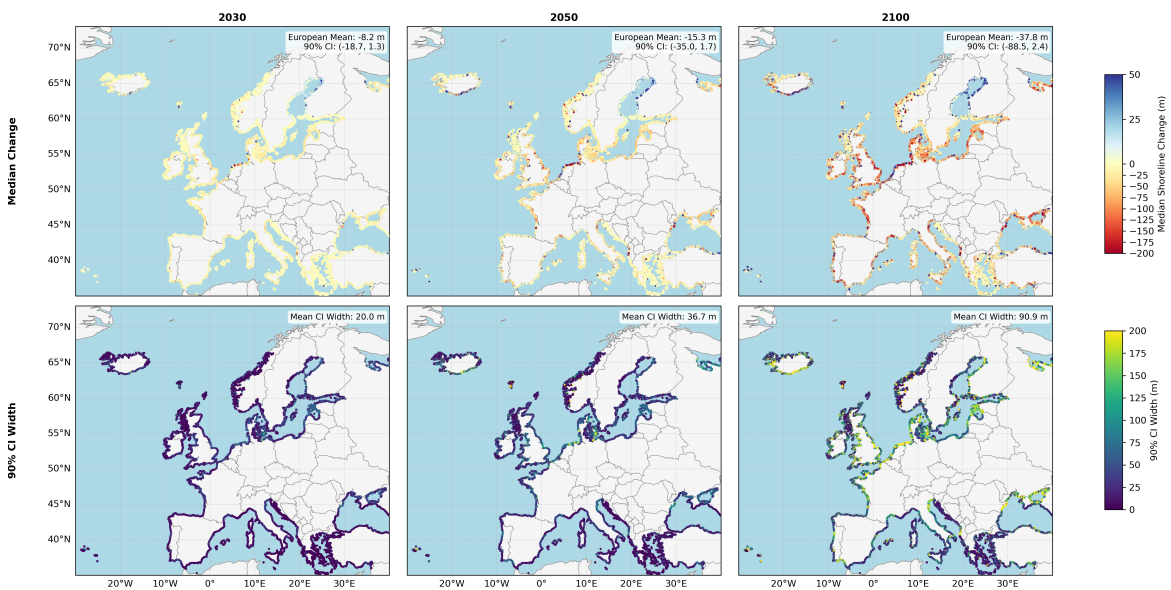 2030
2050
2100
European Mean: -8.2 m
90% CI: (-18.7, 1.3)
European Mean: -15.3 m
90% CI: (-35.0, 1.7)
European Mean: -37.8 m
90% CI: (-88.5, 2.4)
Median Change
70°N
65°N
60°N
55°N
50°N
45°N
40°N
50
25
0
−25
−50
−75
−100
−125
−150
−175
−200
Median Shoreline Change (m)
Mean CI Width: 20.0 m
Mean CI Width: 36.7 m
Mean CI Width: 90.9 m
90% CI Width
70°N
65°N
60°N
55°N
50°N
45°N
40°N
20°W 10°W 0° 10°E 20°E 30°E
20°W 10°W 0° 10°E 20°E 30°E
20°W 10°W 0° 10°E 20°E 30°E
200
175
150
125
100
75
50
25
0
90% CI Width (m)